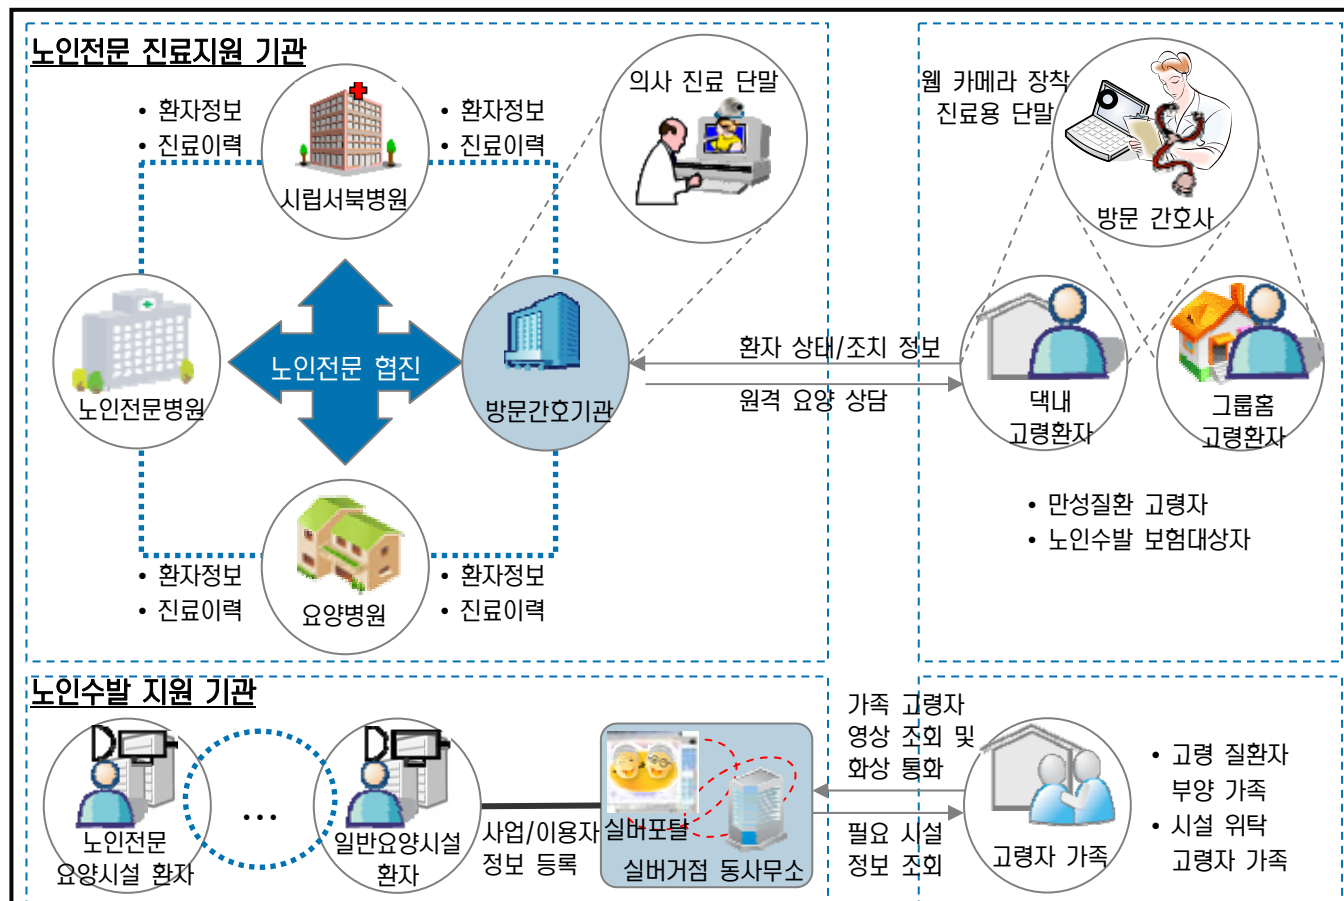 노인전문 진료지원 기관
• 환자정보
• 진료이력
시립서북병원
• 환자정보
• 진료이력
의사 진료 단말
노인전문병원
노인전문 협진
방문간호기관
• 환자정보
• 진료이력
요양병원
• 환자정보
• 진료이력
환자 상태/조치 정보
원격 요양 상담
웹 카메라 장착
진료용 단말
방문 간호사
댁내
고령환자
그룹홈
고령환자
• 만성질환 고령자
• 노인수발 보험대상자
노인수발 지원 기관
노인전문
요양시설 환자
...
일반요양시설
환자
사업/이용자
정보 등록
실버포탈
실버거점 동사무소
가족 고령자
영상 조회 및
화상 통화
필요 시설
정보 조회
고령자 가족
• 고령 질환자
부양 가족
• 시설 위탁
고령자 가족